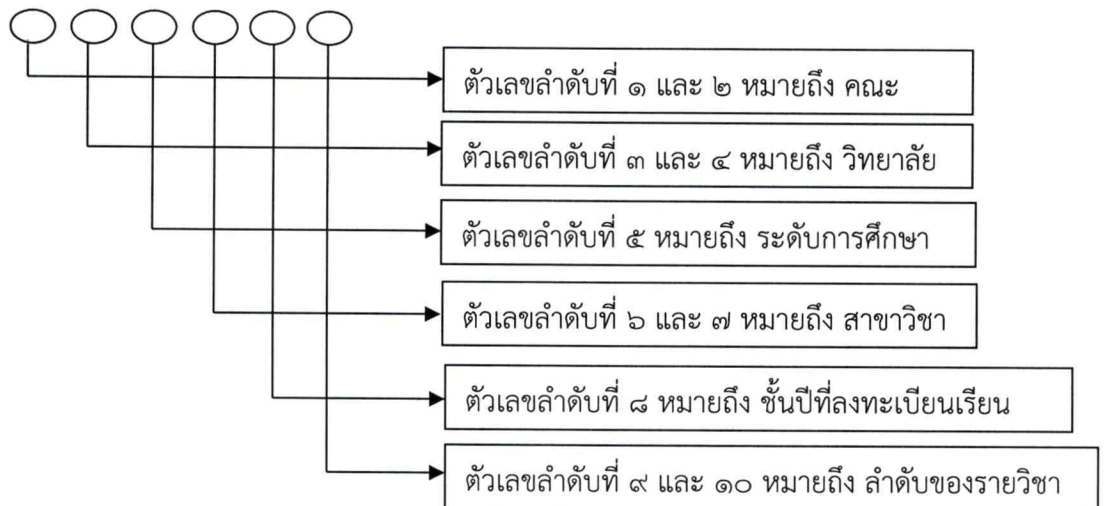 ตัวเลขลำดับที่ ๑ และ ๒ หมายถึง คณะ
ตัวเลขลำดับที่ ๓ และ ๔ หมายถึง วิทยาลัย
ตัวเลขลำดับที่ ๕ หมายถึง ระดับการศึกษา
ตัวเลขลำดับที่ ๖ และ ๗ หมายถึง สาขาวิชา
ตัวเลขลำดับที่ ๘ หมายถึง ชั้นปีที่ลงทะเบียนเรียน
ตัวเลขลำดับที่ ๙ และ ๑๐ หมายถึง ลำดับของรายวิชา